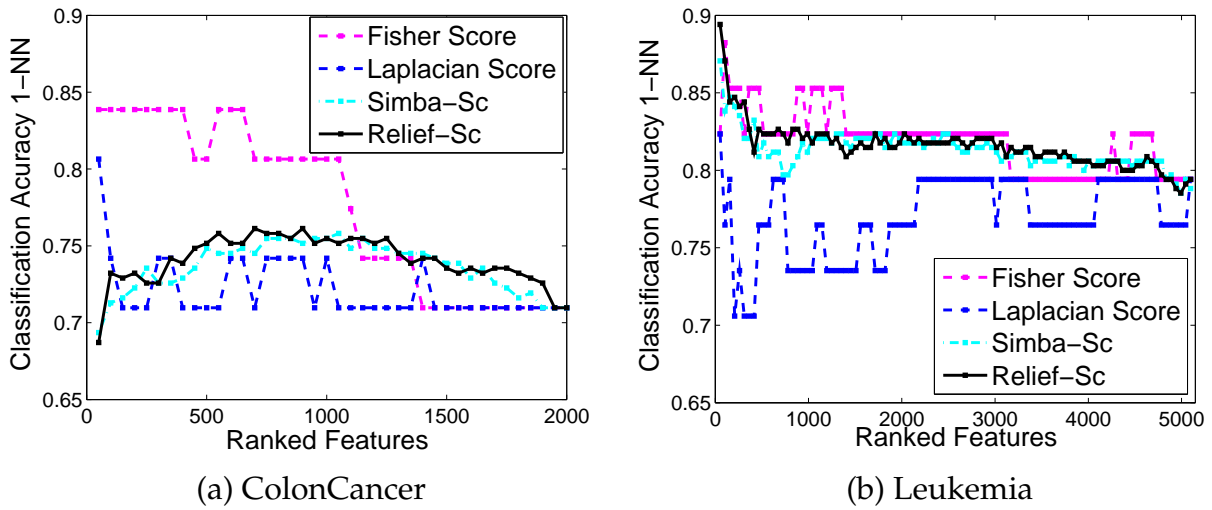 Classification Acuracy 1−NN
0.9
0.85
0.8
0.75
0.7
0.65
0
500
1000
1500
2000
Ranked Features
Fisher Score
Laplacian Score
Simba−Sc
Relief−Sc
(a) ColonCancer
Classification Acuracy 1−NN
0.9
0.85
0.8
0.75
0.7
0.65
0
1000
2000
3000
4000
5000
Ranked Features
Fisher Score
Laplacian Score
Simba−Sc
Relief−Sc
(b) Leukemia